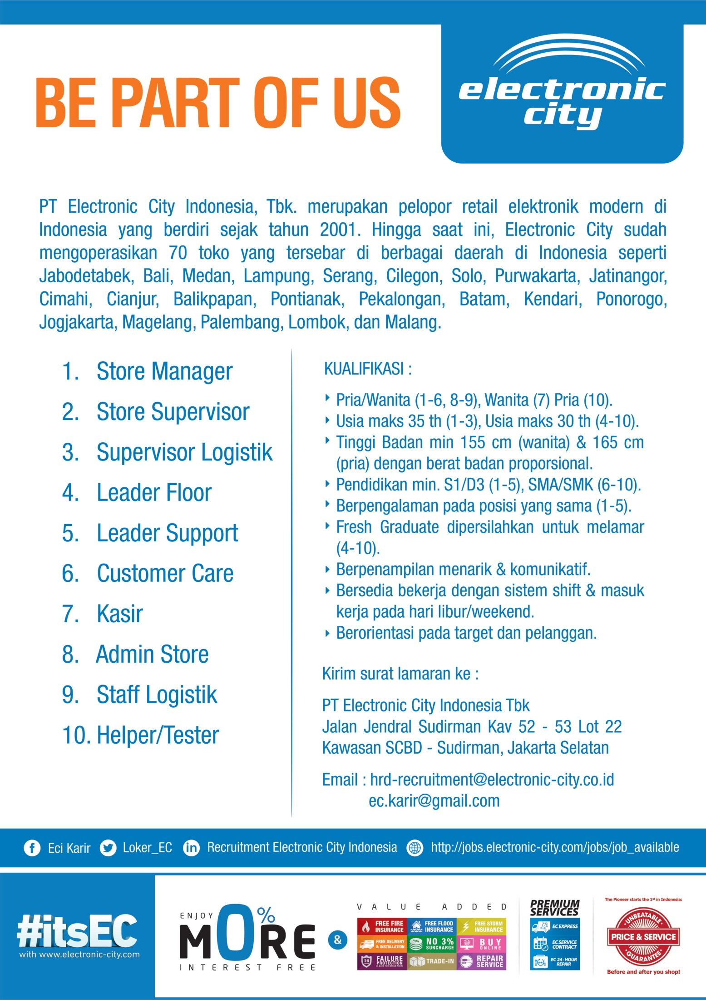 BE PART OF US
electronic
city
PT Electronic City Indonesia, Tbk. merupakan pelopor retail elektronik modern di
Indonesia yang berdiri sejak tahun 2001. Hingga saat ini, Electronic City sudah
mengoperasikan 70 toko yang tersebar di berbagai daerah di Indonesia seperti
Jabodetabek, Bali, Medan, Lampung, Serang, Cilegon, Solo, Purwakarta, Jatinangor,
Cimahi, Cianjur, Balikpapan, Pontianak, Pekalongan, Batam, Kendari, Ponorogo,
Jogjakarta, Magelang, Palembang, Lombok, dan Malang.
1. Store Manager
2. Store Supervisor
3. Supervisor Logistik
4. Leader Floor
5. Leader Support
6. Customer Care
7. Kasir
8. Admin Store
9. Staff Logistik
10. Helper/Tester
KUALIFIKASI :
Pria/Wanita (1-6, 8-9), Wanita (7) Pria (10).
Usia maks 35 th (1-3), Usia maks 30 th (4-10).
Tinggi Badan min 155 cm (wanita) & 165 cm
(pria) dengan berat badan proporsional.
Pendidikan min. S1/D3 (1-5), SMA/SMK (6-10).
Berpengalaman pada posisi yang sama (1-5).
Fresh Graduate dipersilahkan untuk melamar
(4-10).
Berpenampilan menarik & komunikatif.
Bersedia bekerja dengan sistem shift & masuk
kerja pada hari libur/weekend.
Berorientasi pada target dan pelanggan.
Kirim surat lamaran ke :
PT Electronic City Indonesia Tbk
Jalan Jendral Sudirman Kav 52 - 53 Lot 22
Kawasan SCBD - Sudirman, Jakarta Selatan
Email : hrd-recruitment@electronic-city.co.id
ec.karir@gmail.com
Eci Karir Loker_EC Recruitment Electronic City Indonesia http://jobs.electronic-city.com/jobs/job_available
#itsEC
with www.electronic-city.com
ENJOY
M0%RE
INTEREST FREE
&
VALUE ADDED
FREE FIRE
INSURANCE
FREE FLOOD
INSURANCE
FREE STORM
INSURANCE
FREE DELIVERY
& INSTALLATION
NO 3%
SURCHARGE
BUY
ONLINE
14
DAYS
FAILURE
PROTECTION
(7 DAYS FOR BATAM AREA)
TRADE-IN
REPAIR
SERVICE
PREMIUM
SERVICES
EC EXPRESS
EC SERVICE
CONTRACT
EC 24-HOUR
REPAIR
The Pioneer starts the 1st in Indonesia:
UNBEATABLE
PRICE & SERVICE
GUARANTEE
Before and after you shop!